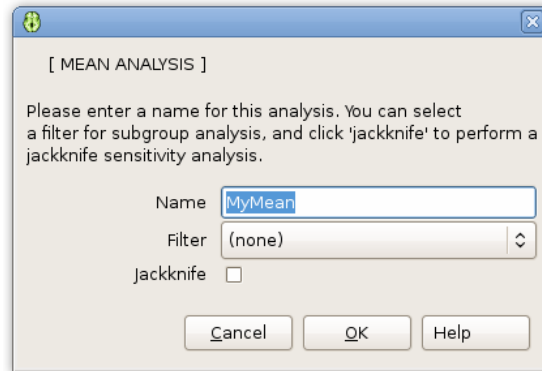 [ MEAN ANALYSIS ]
Please enter a name for this analysis. You can select
a filter for subgroup analysis, and click 'jackknife' to perform a
jackknife sensitivity analysis.
Name MyMean
Filter (none)
Jackknife
Cancel OK Help